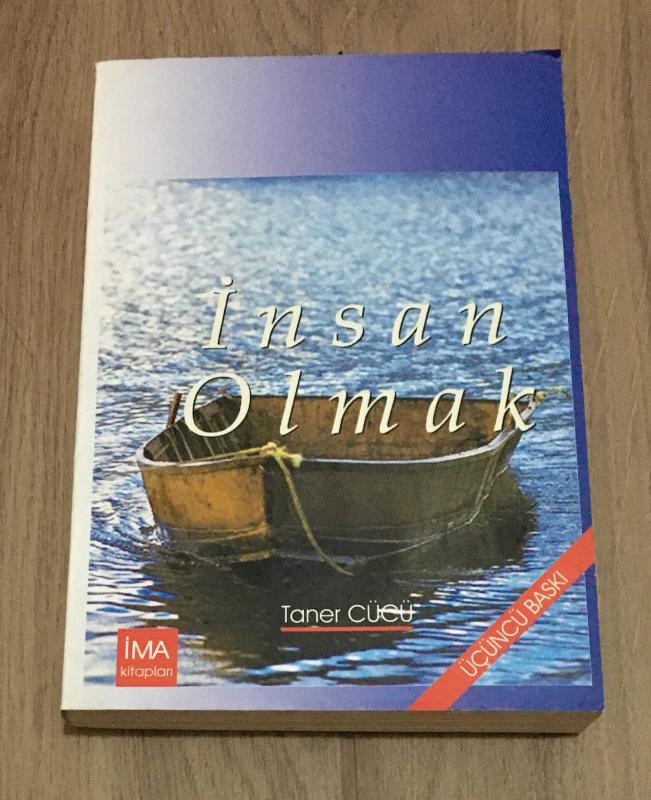 İnsan
Olmak
Taner CÜCÜ
İMA
kitapları
ÜÇÜNCÜ BASKI